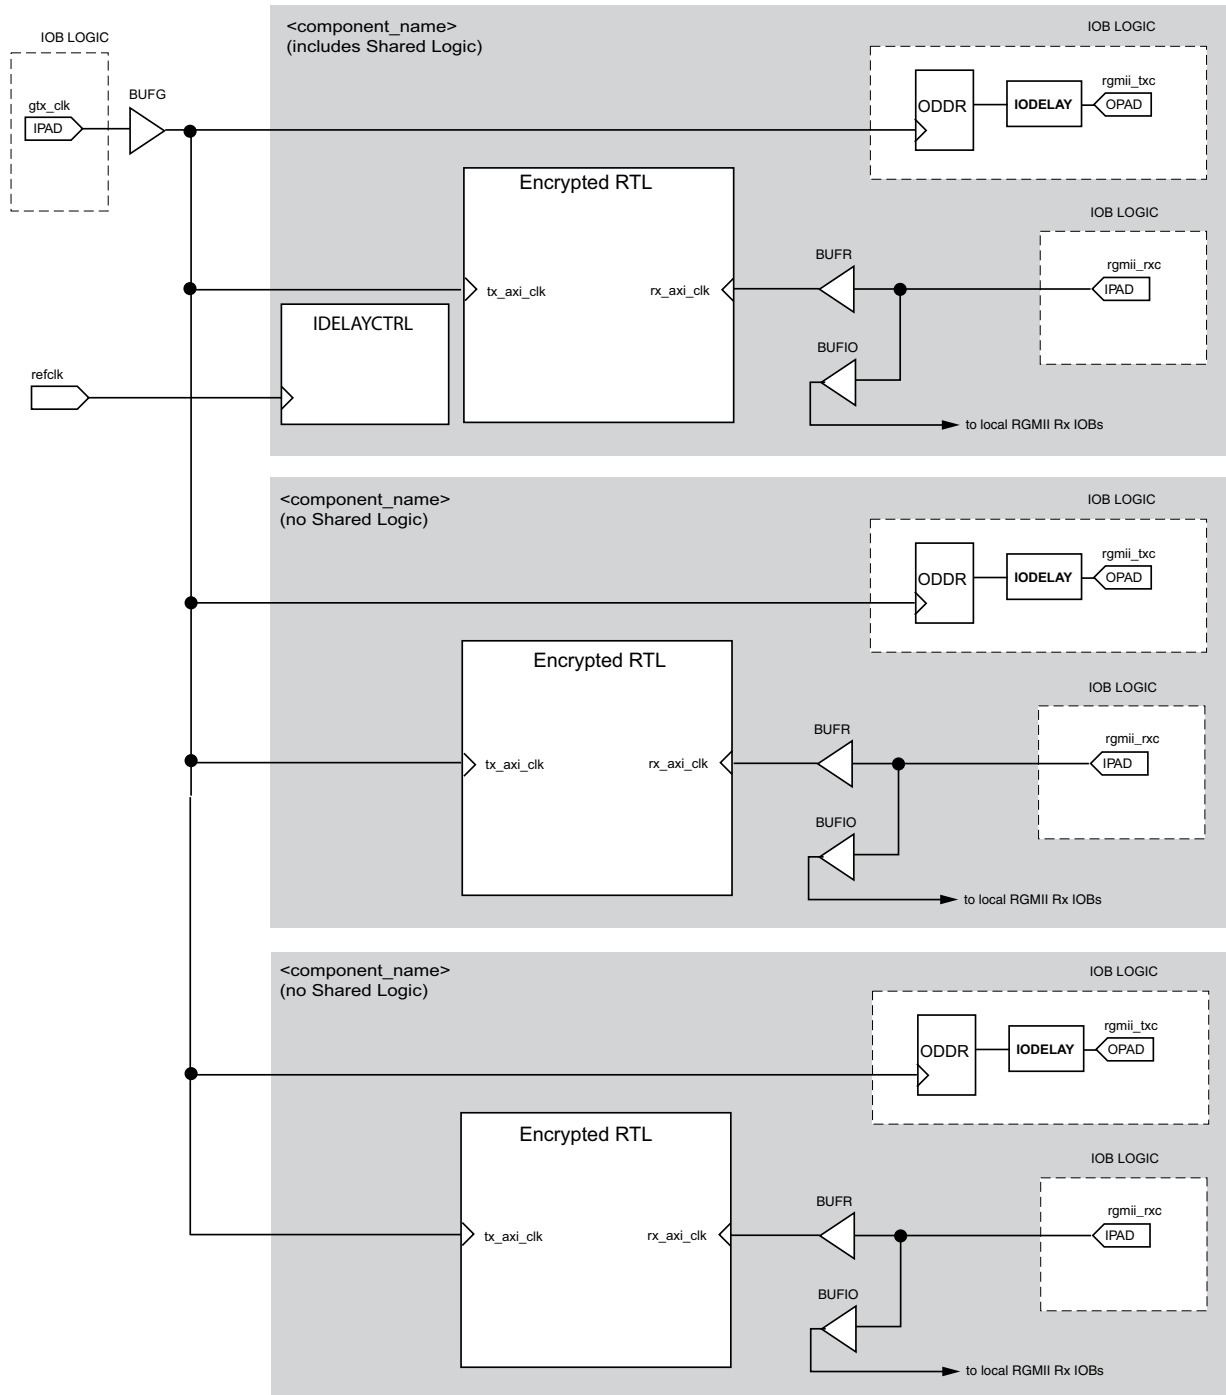 IOB LOGIC
gtx_clk
IPAD
BUFG
<component_name>
(includes Shared Logic)
IOB LOGIC
ODDR
IODELAY
rgmii_txc
OPAD
Encrypted RTL
tx_axi_clk
rx_axi_clk
BUFR
IOB LOGIC
rgmii_rxc
IPAD
IDELAYCTRL
BUFIO
refclk
to local RGMII Rx IOBs
<component_name>
(no Shared Logic)
IOB LOGIC
ODDR
IODELAY
rgmii_txc
OPAD
Encrypted RTL
tx_axi_clk
rx_axi_clk
BUFR
IOB LOGIC
rgmii_rxc
IPAD
BUFIO
to local RGMII Rx IOBs
<component_name>
(no Shared Logic)
IOB LOGIC
ODDR
IODELAY
rgmii_txc
OPAD
Encrypted RTL
tx_axi_clk
rx_axi_clk
BUFR
IOB LOGIC
rgmii_rxc
IPAD
BUFIO
to local RGMII Rx IOBs